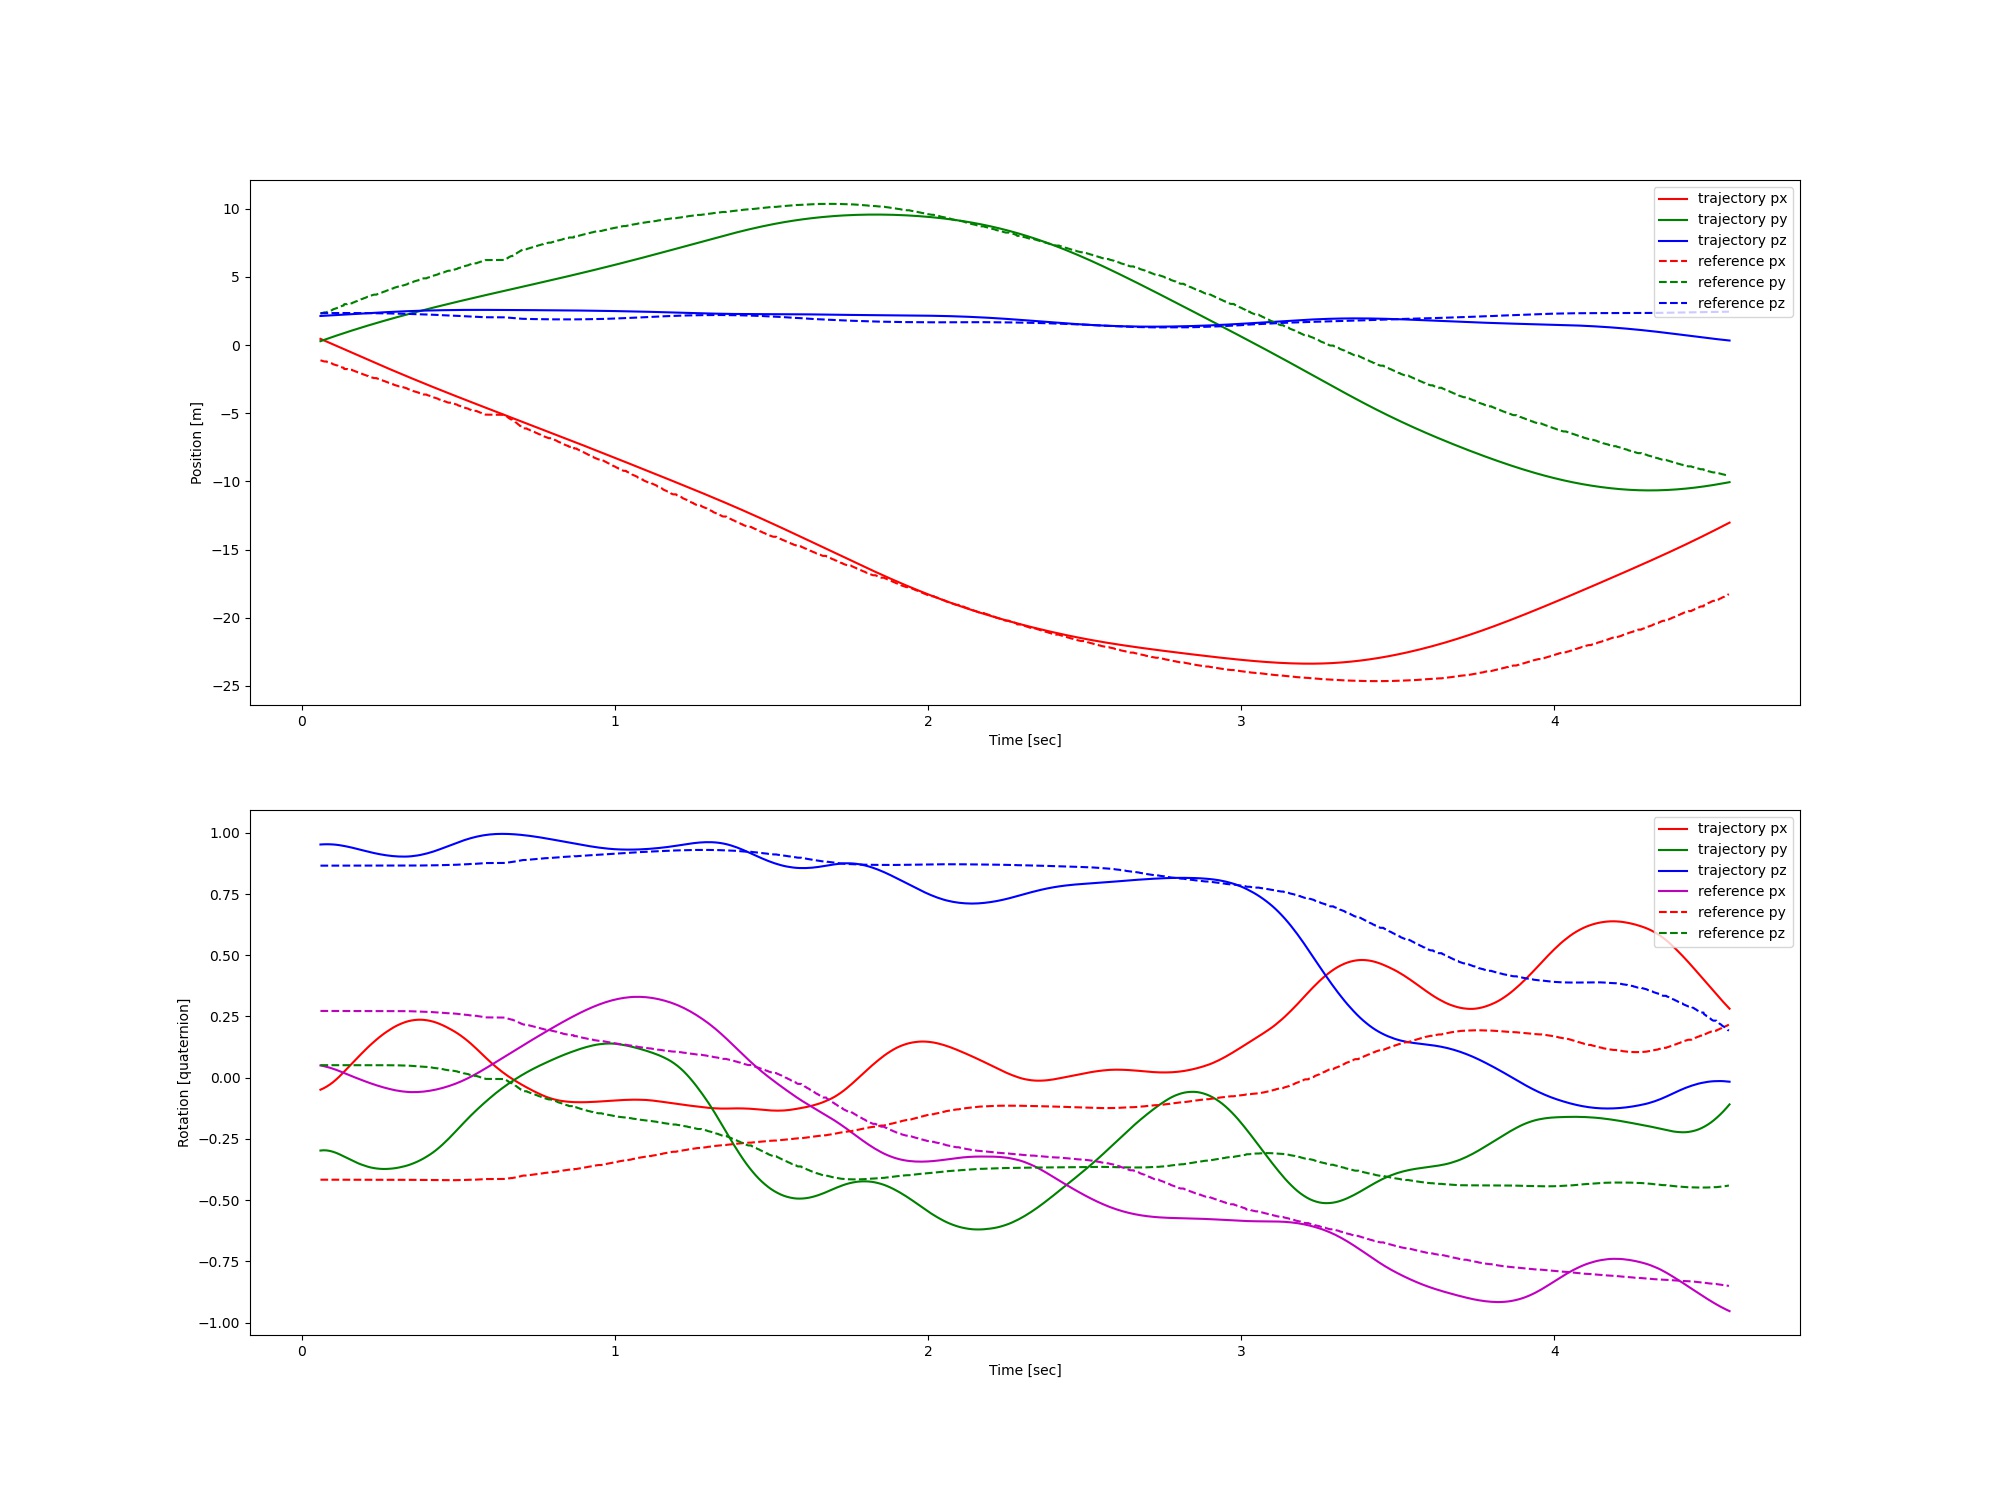 10
5
0
−5
−10
−15
−20
−25
Position [m]
0 1 2 3 4
Time [sec]
trajectory px
trajectory py
trajectory pz
reference px
reference py
reference pz
1.00
0.75
0.50
0.25
0.00
−0.25
−0.50
−0.75
−1.00
Rotation [quaternion]
0 1 2 3 4
Time [sec]
trajectory px
trajectory py
trajectory pz
reference px
reference py
reference pz